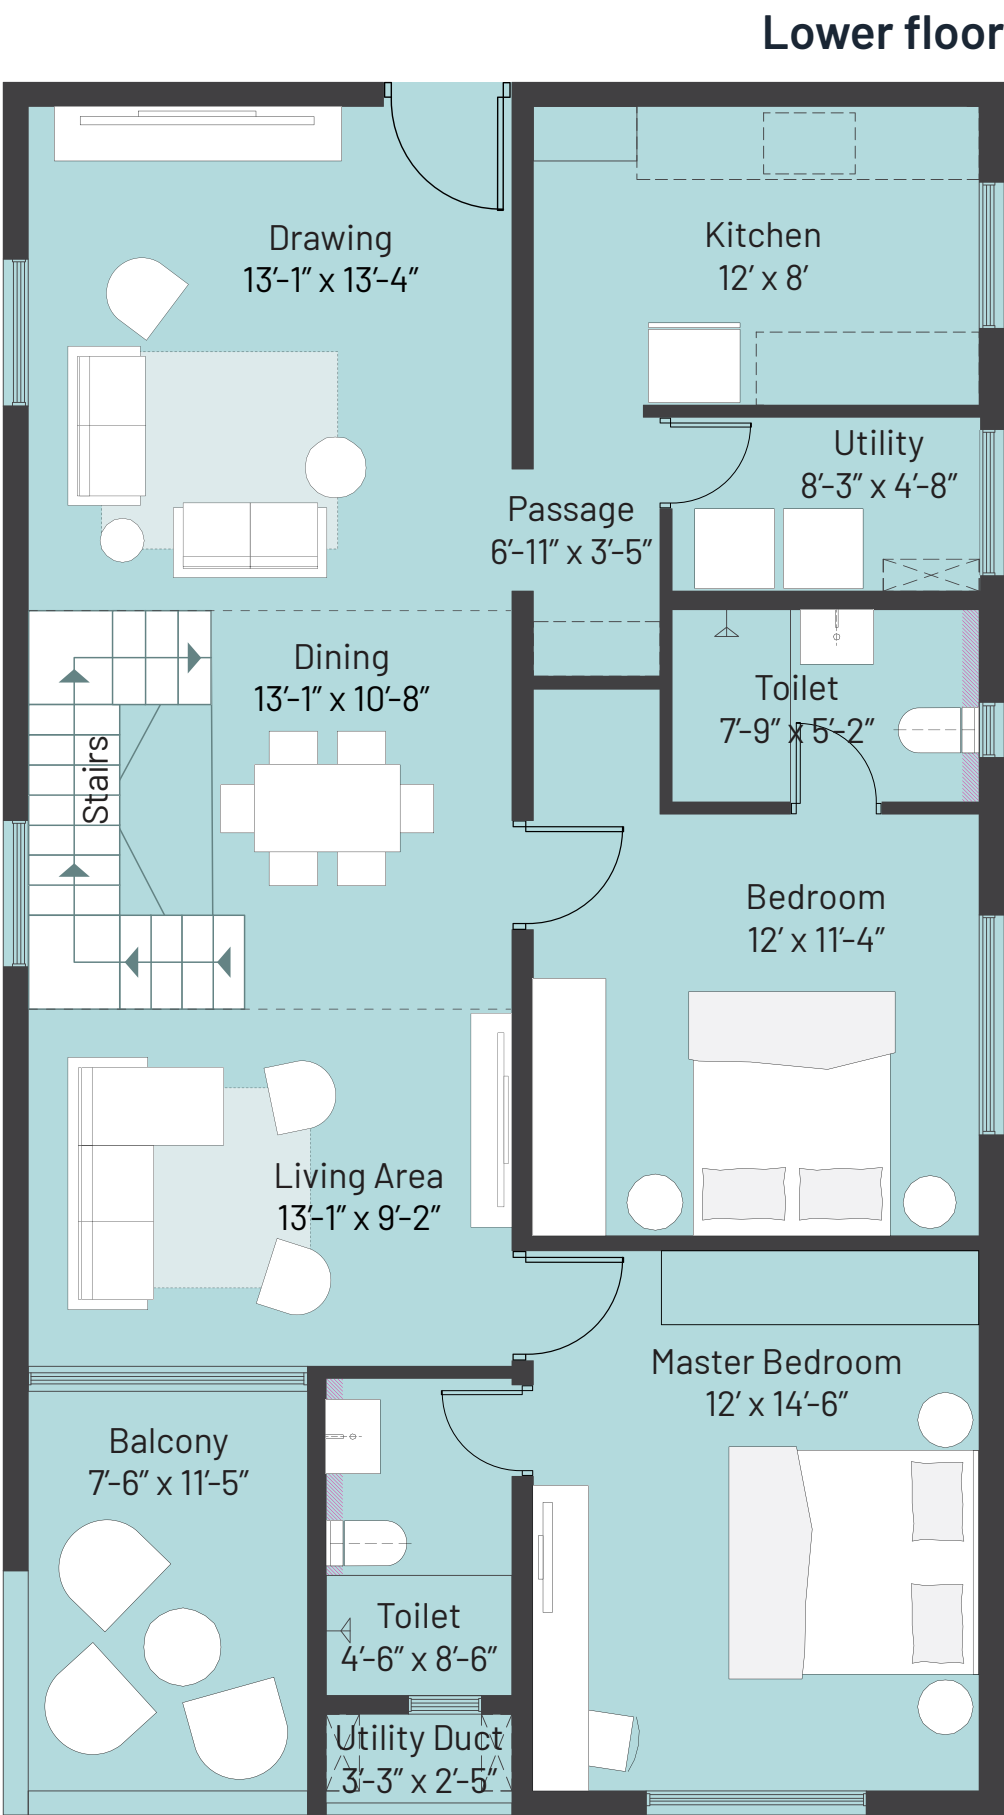 Lower floor
Drawing
13′-1″ x 13′-4″
Kitchen
12′ x 8′
Utility
8′-3″ x 4′-8″
Passage
6′-11″ x 3′-5″
Dining
13′-1″ x 10′-8″
Toilet
7′-9″ x 5′-2″
Stairs
Bedroom
12′ x 11′-4″
Living Area
13′-1″ x 9′-2″
Master Bedroom
12′ x 14′-6″
Balcony
7′-6″ x 11′-5″
Toilet
4′-6″ x 8′-6″
Utility Duct
3′-3″ x 2′-5″